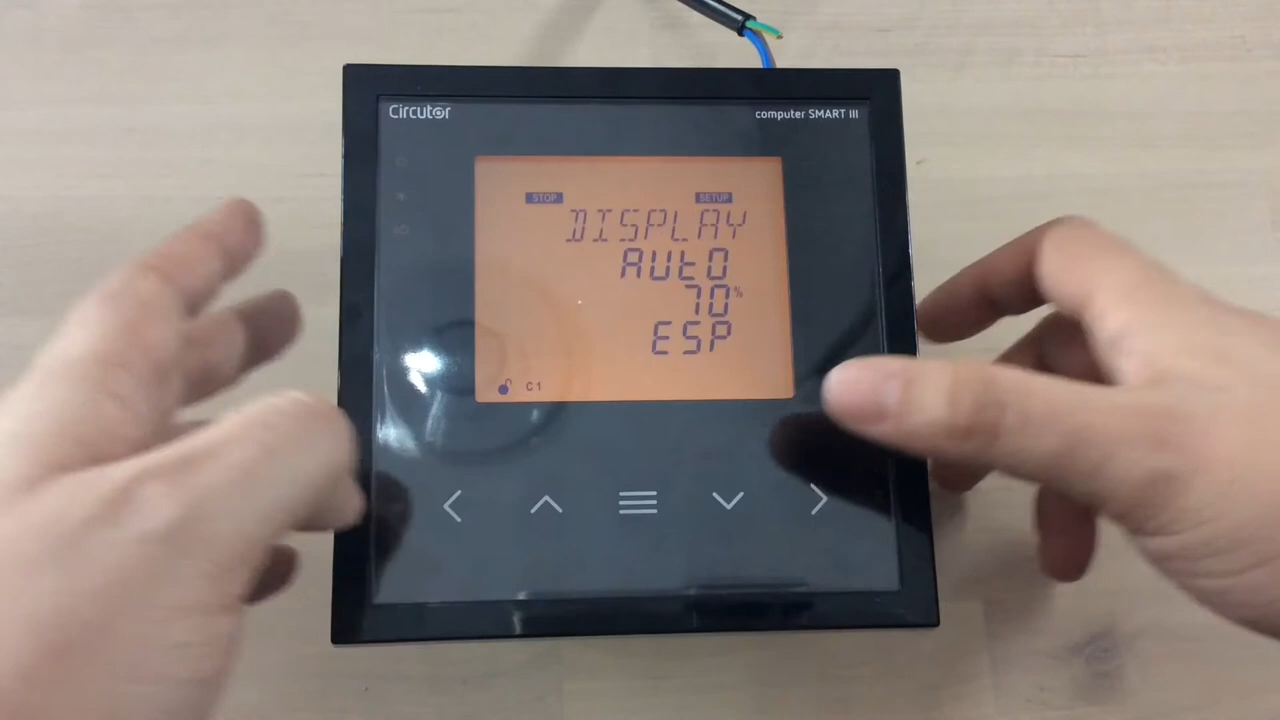 Circutor
computer SMART III
STOP SETUP
DISPLAY
AUtO
70%
ESP
C1